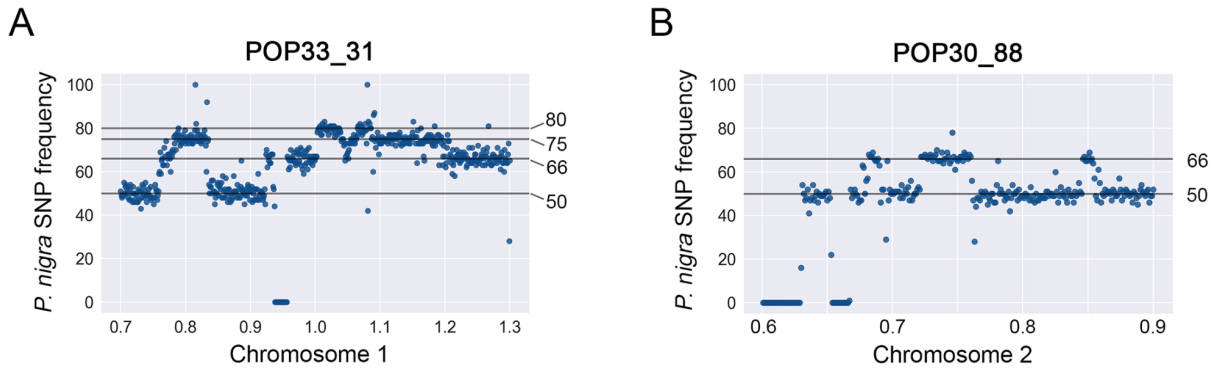 A
POP33_31
P. nigra SNP frequency
100
80
60
40
20
0
80
75
66
50
0.7 0.8 0.9 1.0 1.1 1.2 1.3
Chromosome 1
B
POP30_88
P. nigra SNP frequency
100
80
60
40
20
0
66
50
0.6 0.7 0.8 0.9
Chromosome 2